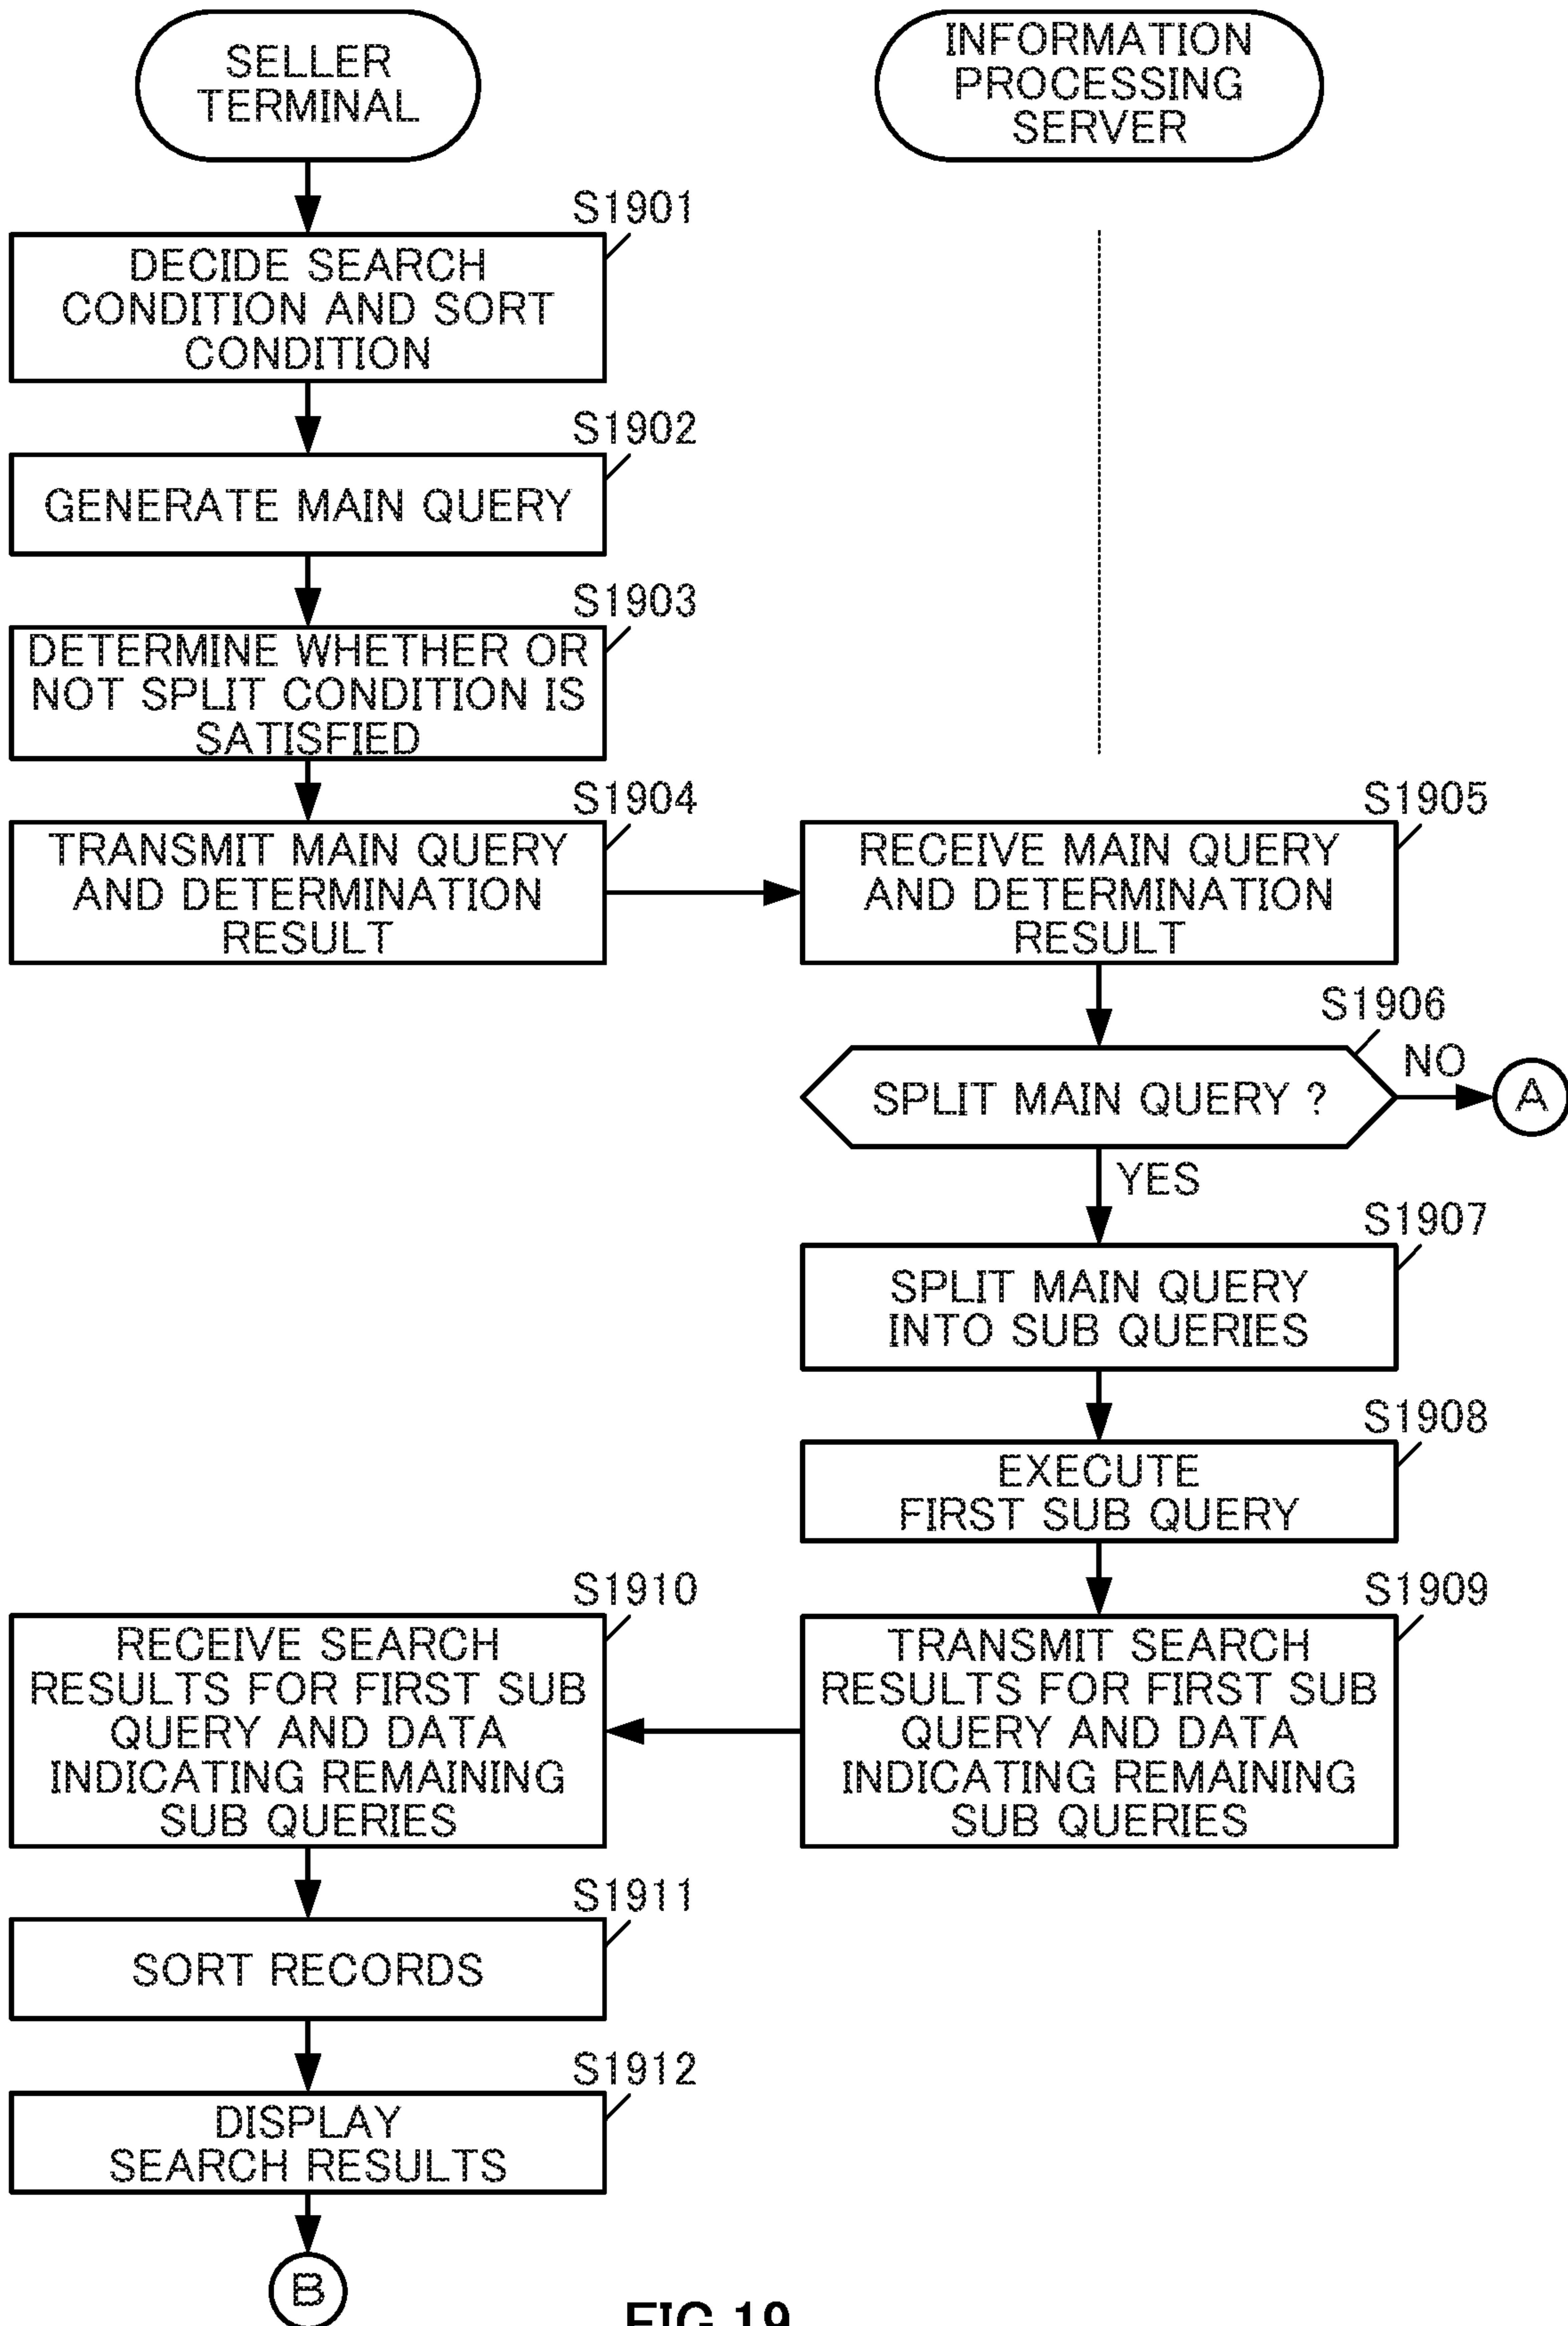 SELLER
TERMINAL
INFORMATION
PROCESSING
SERVER
S1901
DECIDE SEARCH
CONDITION AND SORT
CONDITION
S1902
GENERATE MAIN QUERY
S1903
DETERMINE WHETHER OR
NOT SPLIT CONDITION IS
SATISFIED
S1904
TRANSMIT MAIN QUERY
AND DETERMINATION
RESULT
S1905
RECEIVE MAIN QUERY
AND DETERMINATION
RESULT
S1906
SPLIT MAIN QUERY ?
NO
A
YES
S1907
SPLIT MAIN QUERY
INTO SUB QUERIES
S1908
EXECUTE
FIRST SUB QUERY
S1909
TRANSMIT SEARCH
RESULTS FOR FIRST SUB
QUERY AND DATA
INDICATING REMAINING
SUB QUERIES
S1910
RECEIVE SEARCH
RESULTS FOR FIRST SUB
QUERY AND DATA
INDICATING REMAINING
SUB QUERIES
S1911
SORT RECORDS
S1912
DISPLAY
SEARCH RESULTS
B
FIG.19